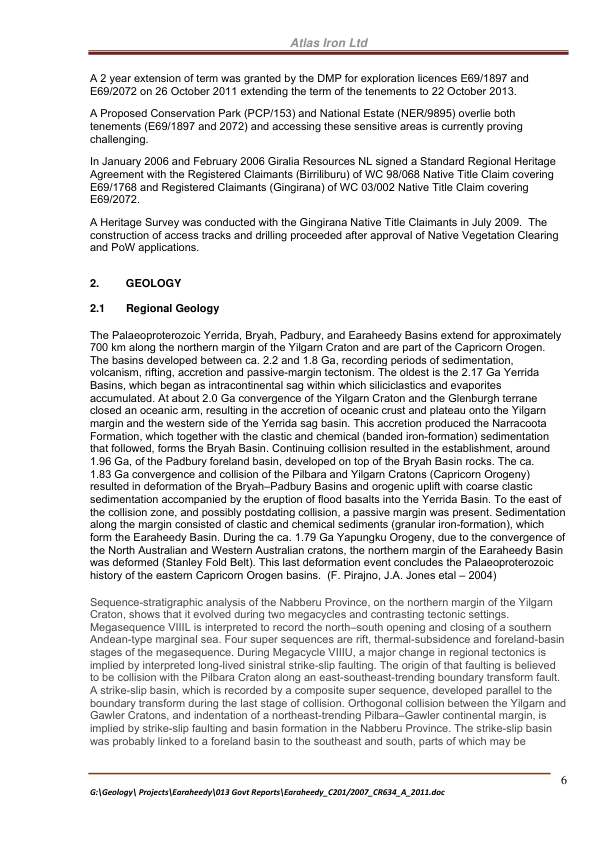 Atlas Iron Ltd
A 2 year extension of term was granted by the DMP for exploration licences E69/1897 and
E69/2072 on 26 October 2011 extending the term of the tenements to 22 October 2013.
A Proposed Conservation Park (PCP/153) and National Estate (NER/9895) overlie both
tenements (E69/1897 and 2072) and accessing these sensitive areas is currently proving
challenging.
In January 2006 and February 2006 Giralia Resources NL signed a Standard Regional Heritage
Agreement with the Registered Claimants (Birriliburu) of WC 98/068 Native Title Claim covering
E69/1768 and Registered Claimants (Gingirana) of WC 03/002 Native Title Claim covering
E69/2072.
A Heritage Survey was conducted with the Gingirana Native Title Claimants in July 2009. The
construction of access tracks and drilling proceeded after approval of Native Vegetation Clearing
and PoW applications.
2. GEOLOGY
2.1 Regional Geology
The Palaeoproterozoic Yerrida, Bryah, Padbury, and Earaheedy Basins extend for approximately
700 km along the northern margin of the Yilgarn Craton and are part of the Capricorn Orogen.
The basins developed between ca. 2.2 and 1.8 Ga, recording periods of sedimentation,
volcanism, rifting, accretion and passive-margin tectonism. The oldest is the 2.17 Ga Yerrida
Basins, which began as intracontinental sag within which siliciclastics and evaporites
accumulated. At about 2.0 Ga convergence of the Yilgarn Craton and the Glenburgh terrane
closed an oceanic arm, resulting in the accretion of oceanic crust and plateau onto the Yilgarn
margin and the western side of the Yerrida sag basin. This accretion produced the Narracoota
Formation, which together with the clastic and chemical (banded iron-formation) sedimentation
that followed, forms the Bryah Basin. Continuing collision resulted in the establishment, around
1.96 Ga, of the Padbury foreland basin, developed on top of the Bryah Basin rocks. The ca.
1.83 Ga convergence and collision of the Pilbara and Yilgarn Cratons (Capricorn Orogeny)
resulted in deformation of the Bryah–Padbury Basins and orogenic uplift with coarse clastic
sedimentation accompanied by the eruption of flood basalts into the Yerrida Basin. To the east of
the collision zone, and possibly postdating collision, a passive margin was present. Sedimentation
along the margin consisted of clastic and chemical sediments (granular iron-formation), which
form the Earaheedy Basin. During the ca. 1.79 Ga Yapungku Orogeny, due to the convergence of
the North Australian and Western Australian cratons, the northern margin of the Earaheedy Basin
was deformed (Stanley Fold Belt). This last deformation event concludes the Palaeoproterozoic
history of the eastern Capricorn Orogen basins. (F. Pirajno, J.A. Jones etal – 2004)
Sequence-stratigraphic analysis of the Nabberu Province, on the northern margin of the Yilgarn
Craton, shows that it evolved during two megacycles and contrasting tectonic settings.
Megasequence VIIIL is interpreted to record the north–south opening and closing of a southern
Andean-type marginal sea. Four super sequences are rift, thermal-subsidence and foreland-basin
stages of the megasequence. During Megacycle VIIIU, a major change in regional tectonics is
implied by interpreted long-lived sinistral strike-slip faulting. The origin of that faulting is believed
to be collision with the Pilbara Craton along an east-southeast-trending boundary transform fault.
A strike-slip basin, which is recorded by a composite super sequence, developed parallel to the
boundary transform during the last stage of collision. Orthogonal collision between the Yilgarn and
Gawler Cratons, and indentation of a northeast-trending Pilbara–Gawler continental margin, is
implied by strike-slip faulting and basin formation in the Nabberu Province. The strike-slip basin
was probably linked to a foreland basin to the southeast and south, parts of which may be
6
G:\Geology\ Projects\Earaheedy\013 Govt Reports\Earaheedy_C201/2007_CR634_A_2011.doc